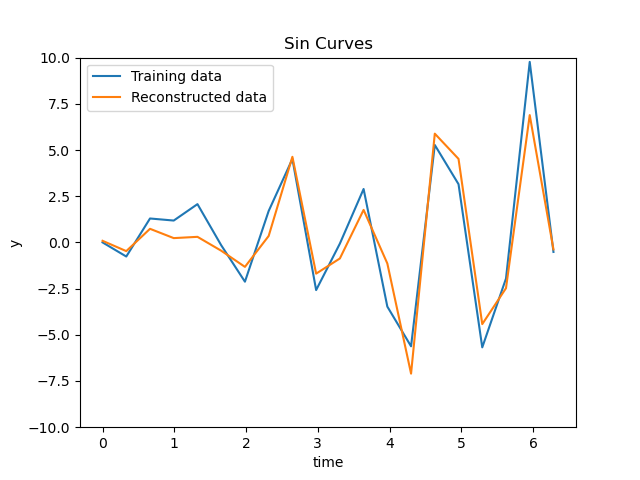 Sin Curves
Training data
Reconstructed data
10.0
7.5
5.0
2.5
0.0
−2.5
−5.0
−7.5
−10.0
y
0 1 2 3 4 5 6
time